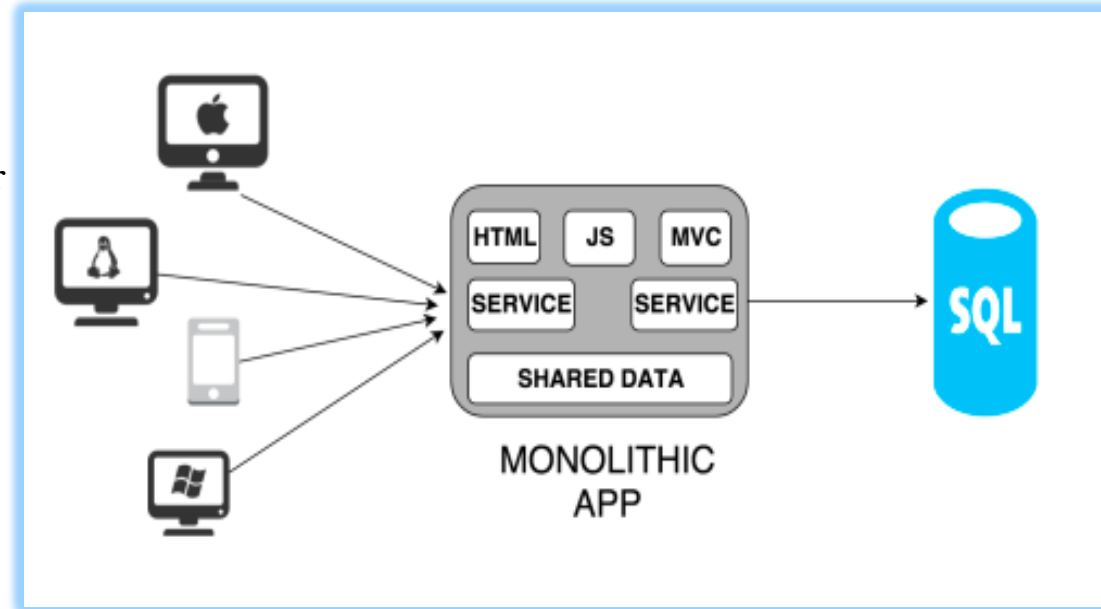 HTML JS MVC
SERVICE SERVICE
SHARED DATA
MONOLITHIC
APP
SQL